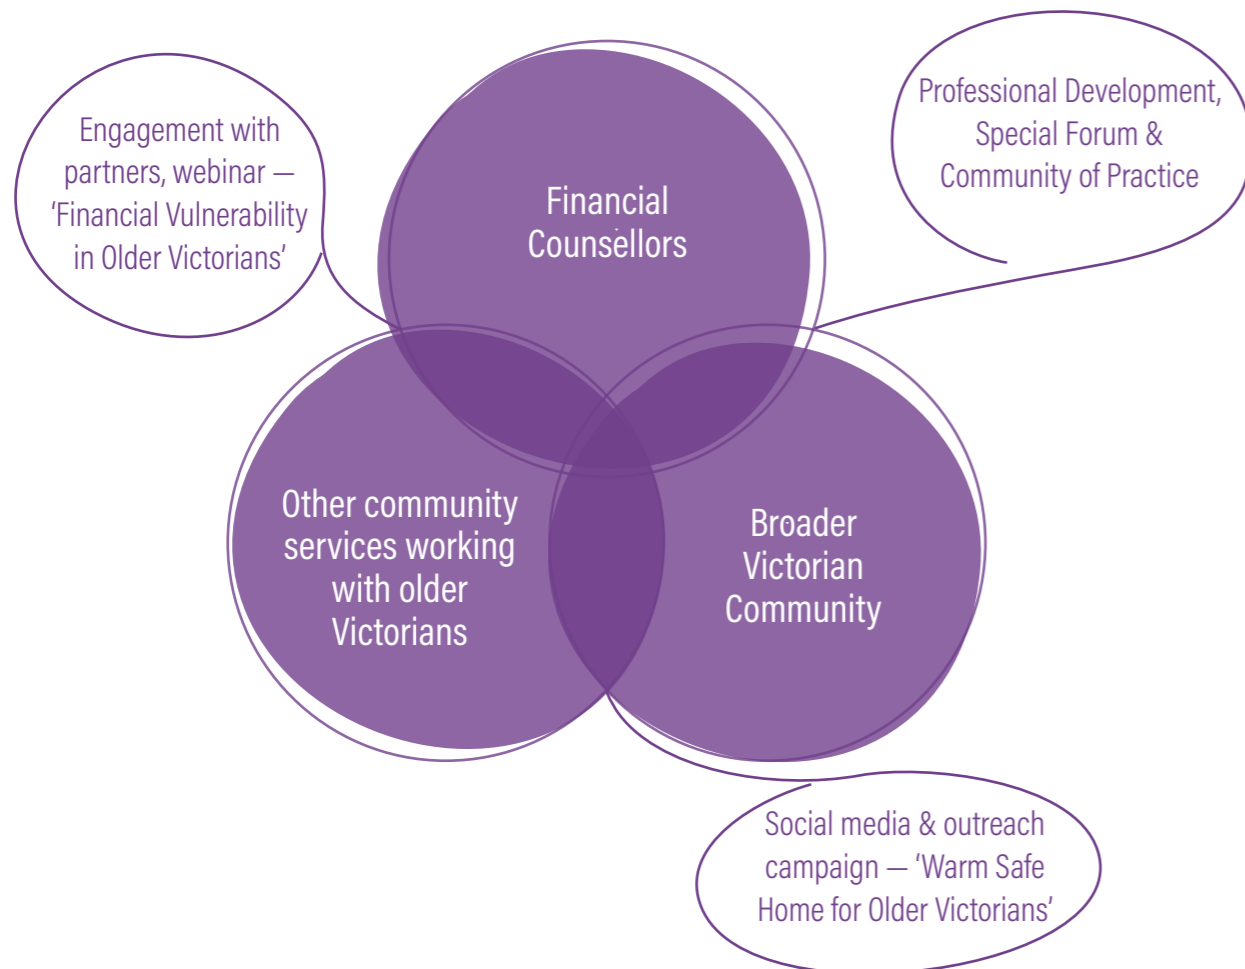 Professional Development,
Special Forum &
Community of Practice
Engagement with
partners, webinar —
‘Financial Vulnerability
in Older Victorians’
Financial
Counsellors
Other community
services working
with older
Victorians
Broader
Victorian
Community
Social media & outreach
campaign — ‘Warm Safe
Home for Older Victorians’